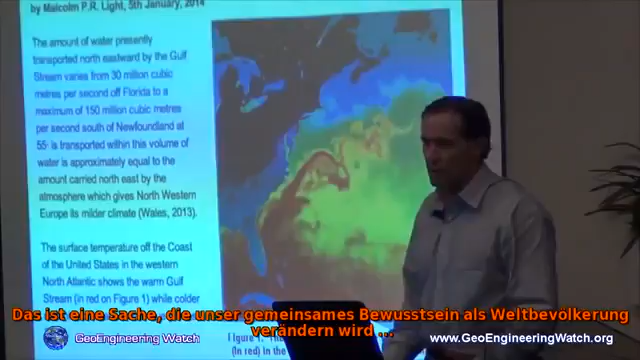 by Malcolm P.R. Light, 5th January, 2014
The amount of water presently
transported north eastward by the Gulf
Stream varies from 30 million cubic
metres per second off Florida to a
maximum of 150 million cubic metres
per second south of Newfoundland at
55
is transported within this volume of
water is approximately equal to the
amount carried north east by the
atmosphere which gives North Western
Europe its milder climate (Wales, 2013).
The surface temperature off the Coast
of the United States in the western
North Atlantic shows the warm Gulf
Stream (in red on Figure 1) while colder
Das ist eine Sache, die unser gemeinsames Bewusstsein als Weltbevölkerung
verändern wird ...
GeoEngineering Watch
www.GeoEngineeringWatch.org
Figure 1.
(In red) in the